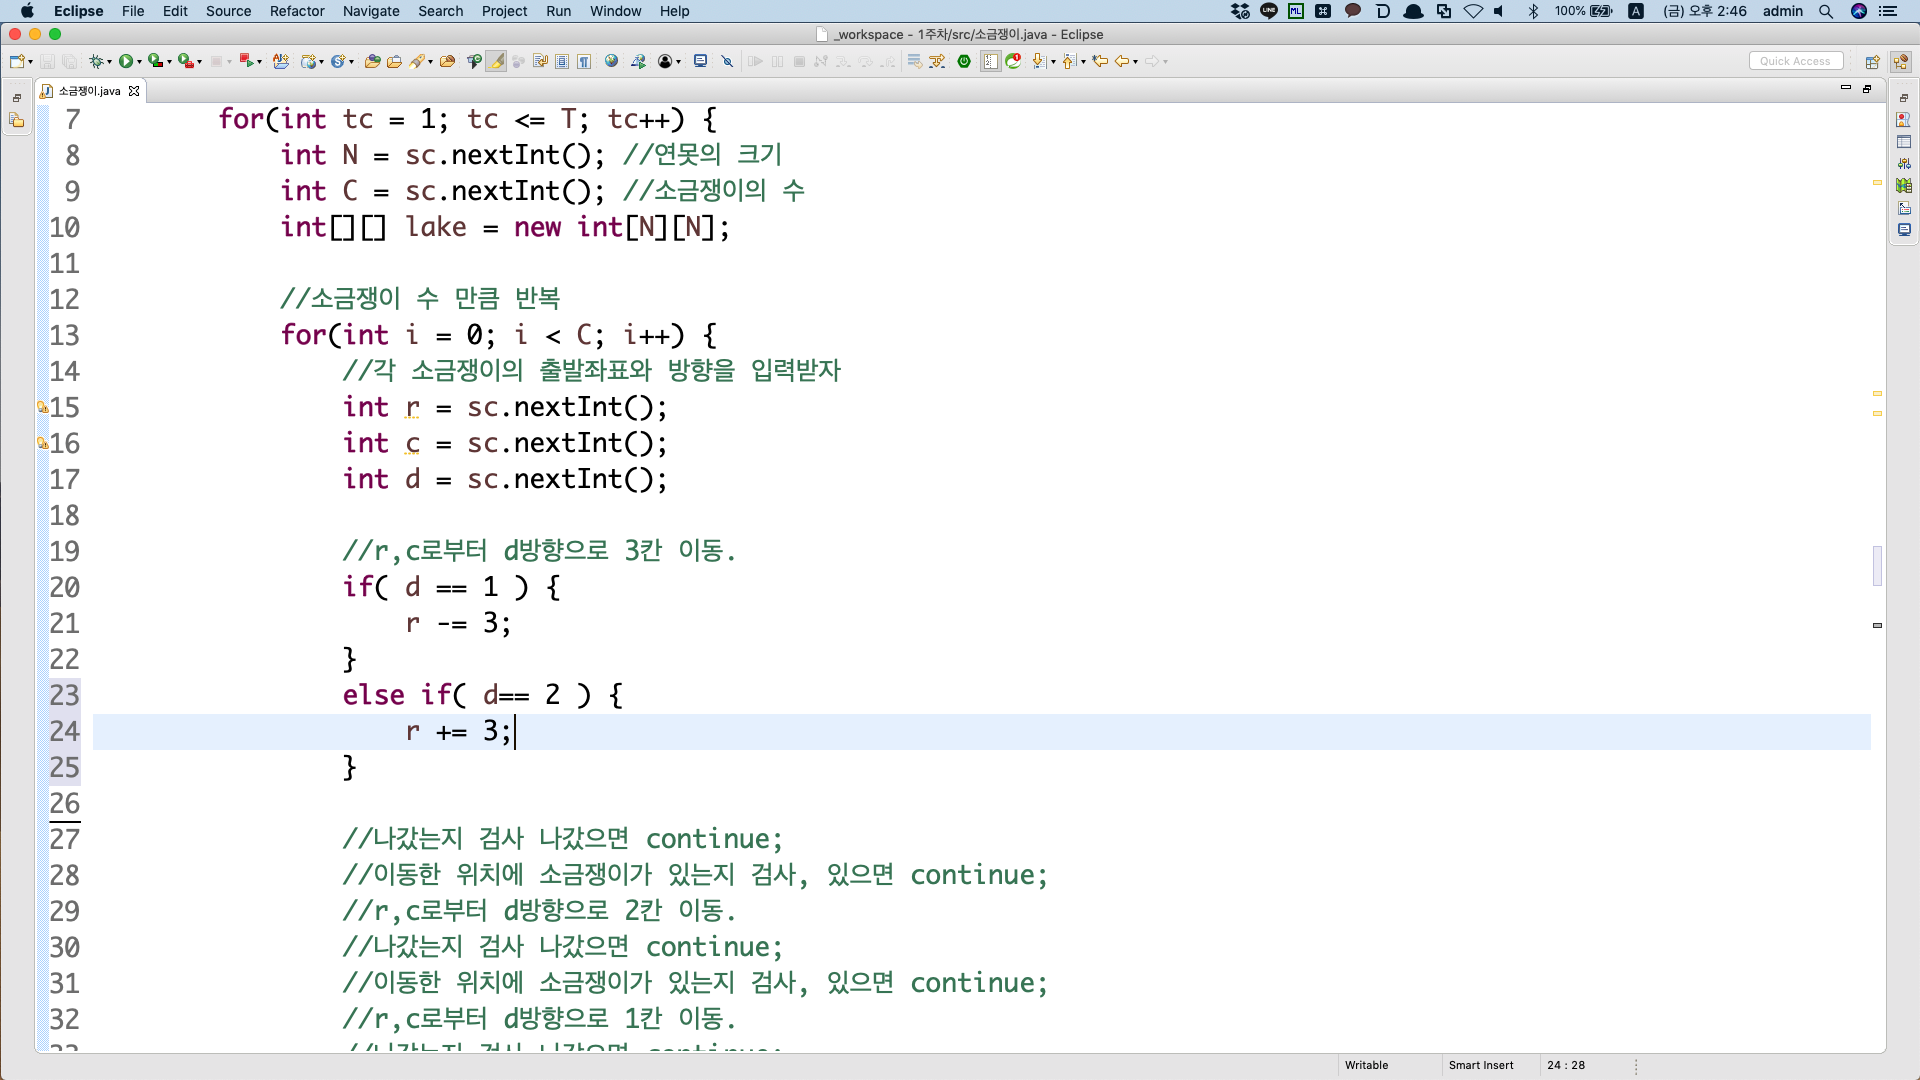 Eclipse File Edit Source Refactor Navigate Search Project Run Window Help 100% A (금) 오후 2:46 admin
_workspace - 1주차/src/소금쟁이.java - Eclipse
Quick Access
소금쟁이.java
7 for(int tc = 1; tc <= T; tc++) {
8 int N = sc.nextInt(); //연못의 크기
9 int C = sc.nextInt(); //소금쟁이의 수
10 int[][] lake = new int[N][N];
11
12 //소금쟁이 수 만큼 반복
13 for(int i = 0; i < C; i++) {
14 //각 소금쟁이의 출발좌표와 방향을 입력받자
15 int r = sc.nextInt();
16 int c = sc.nextInt();
17 int d = sc.nextInt();
18
19 //r,c로부터 d방향으로 3칸 이동.
20 if( d == 1 ) {
21 r -= 3;
22 }
23 else if( d== 2 ) {
24 r += 3;
25 }
26
27 //나갔는지 검사 나갔으면 continue;
28 //이동한 위치에 소금쟁이가 있는지 검사, 있으면 continue;
29 //r,c로부터 d방향으로 2칸 이동.
30 //나갔는지 검사 나갔으면 continue;
31 //이동한 위치에 소금쟁이가 있는지 검사, 있으면 continue;
32 //r,c로부터 d방향으로 1칸 이동.
Writable Smart Insert 24 : 28